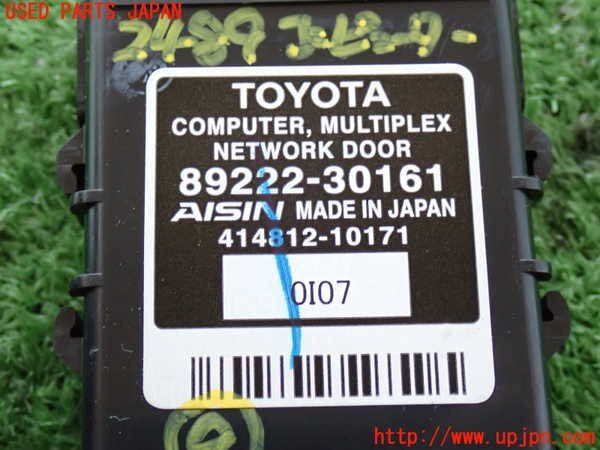 USED PARTS JAPAN
TOYOTA
COMPUTER, MULTIPLEX
NETWORK DOOR
89222-30161
AISIN MADE IN JAPAN
414812-10171
0I07
http://www.upjpn.com